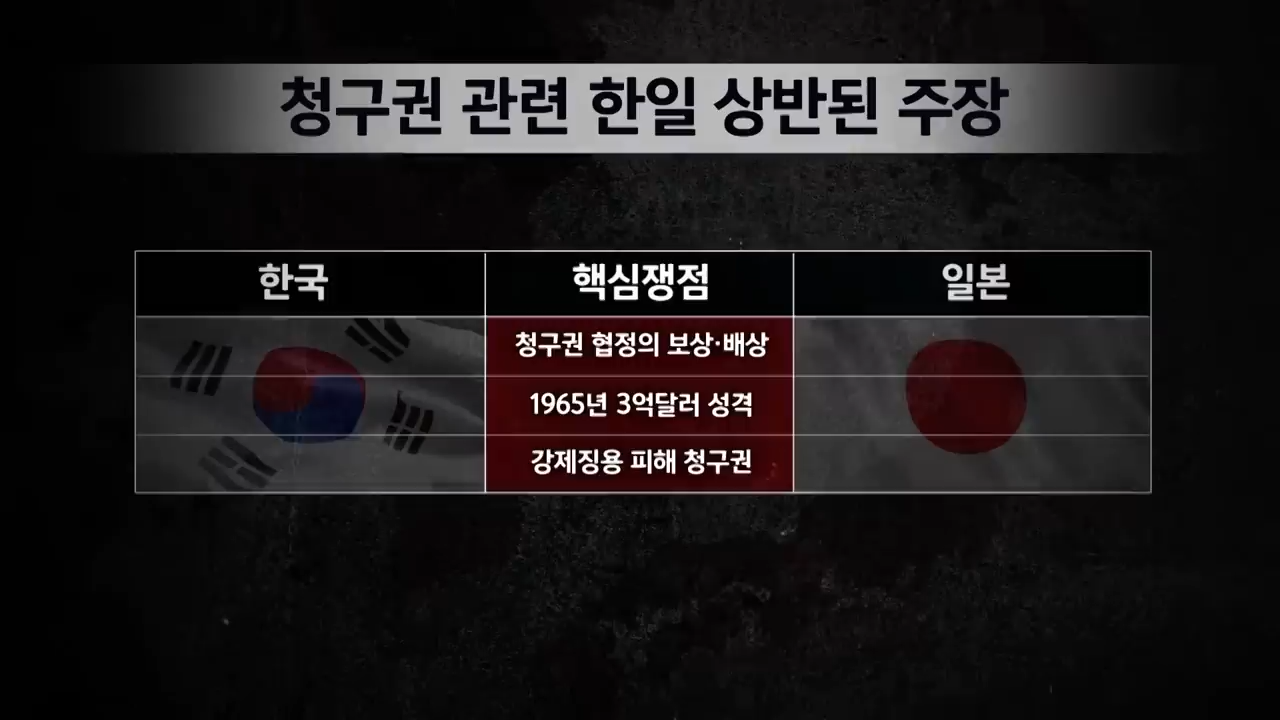 청구권 관련 한일 상반된 주장
한국 핵심쟁점 일본
청구권 협정의 보상·배상
1965년 3억달러 성격
강제징용 피해 청구권